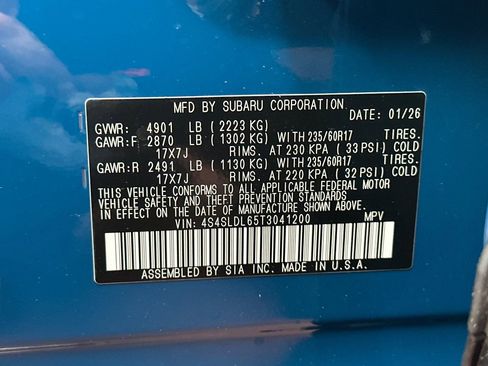 MFD BY SUBARU CORPORATION
DATE: 01/26
GVWR: 4901 LB (2223 KG)
GAWR:F 2870 LB (1302 KG) WITH 235/60R17 TIRES.
17X7J RIMS. AT 230 KPA (33 PSI) COLD
GAWR:R 2491 LB (1130 KG) WITH 235/60R17 TIRES.
17X7J RIMS. AT 220 KPA (32 PSI) COLD
THIS VEHICLE CONFORMS TO ALL APPLICABLE FEDERAL MOTOR
VEHICLE SAFETY AND THEFT PREVENTION STANDARDS
IN EFFECT ON THE DATE OF MANUFACTURE SHOWN ABOVE.
VIN: 4S4SLDL65T3041200 MPV
ASSEMBLED BY SIA INC. MADE IN U.S.A.